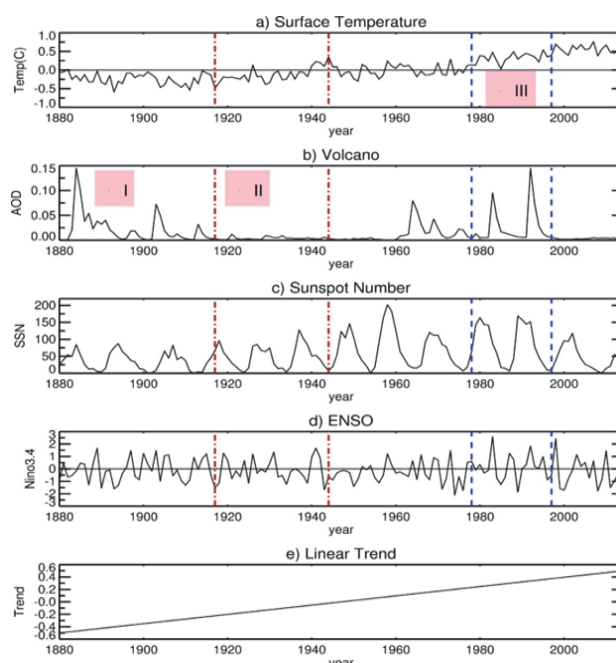 a) Surface Temperature
Temp(C)
1.0
0.5
0.0
-0.5
-1.0
III
1880 1900 1920 1940 1960 1980 2000
year
b) Volcano
AOD
0.15
0.10
0.05
0.00
I II
1880 1900 1920 1940 1960 1980 2000
year
c) Sunspot Number
SSN
200
150
100
50
0
1880 1900 1920 1940 1960 1980 2000
year
d) ENSO
Nino3.4
3
2
1
0
-1
-2
-3
1880 1900 1920 1940 1960 1980 2000
year
e) Linear Trend
Trend
0.6
0.4
0.2
-0.0
-0.2
-0.4
-0.6
1880 1900 1920 1940 1960 1980 2000
year